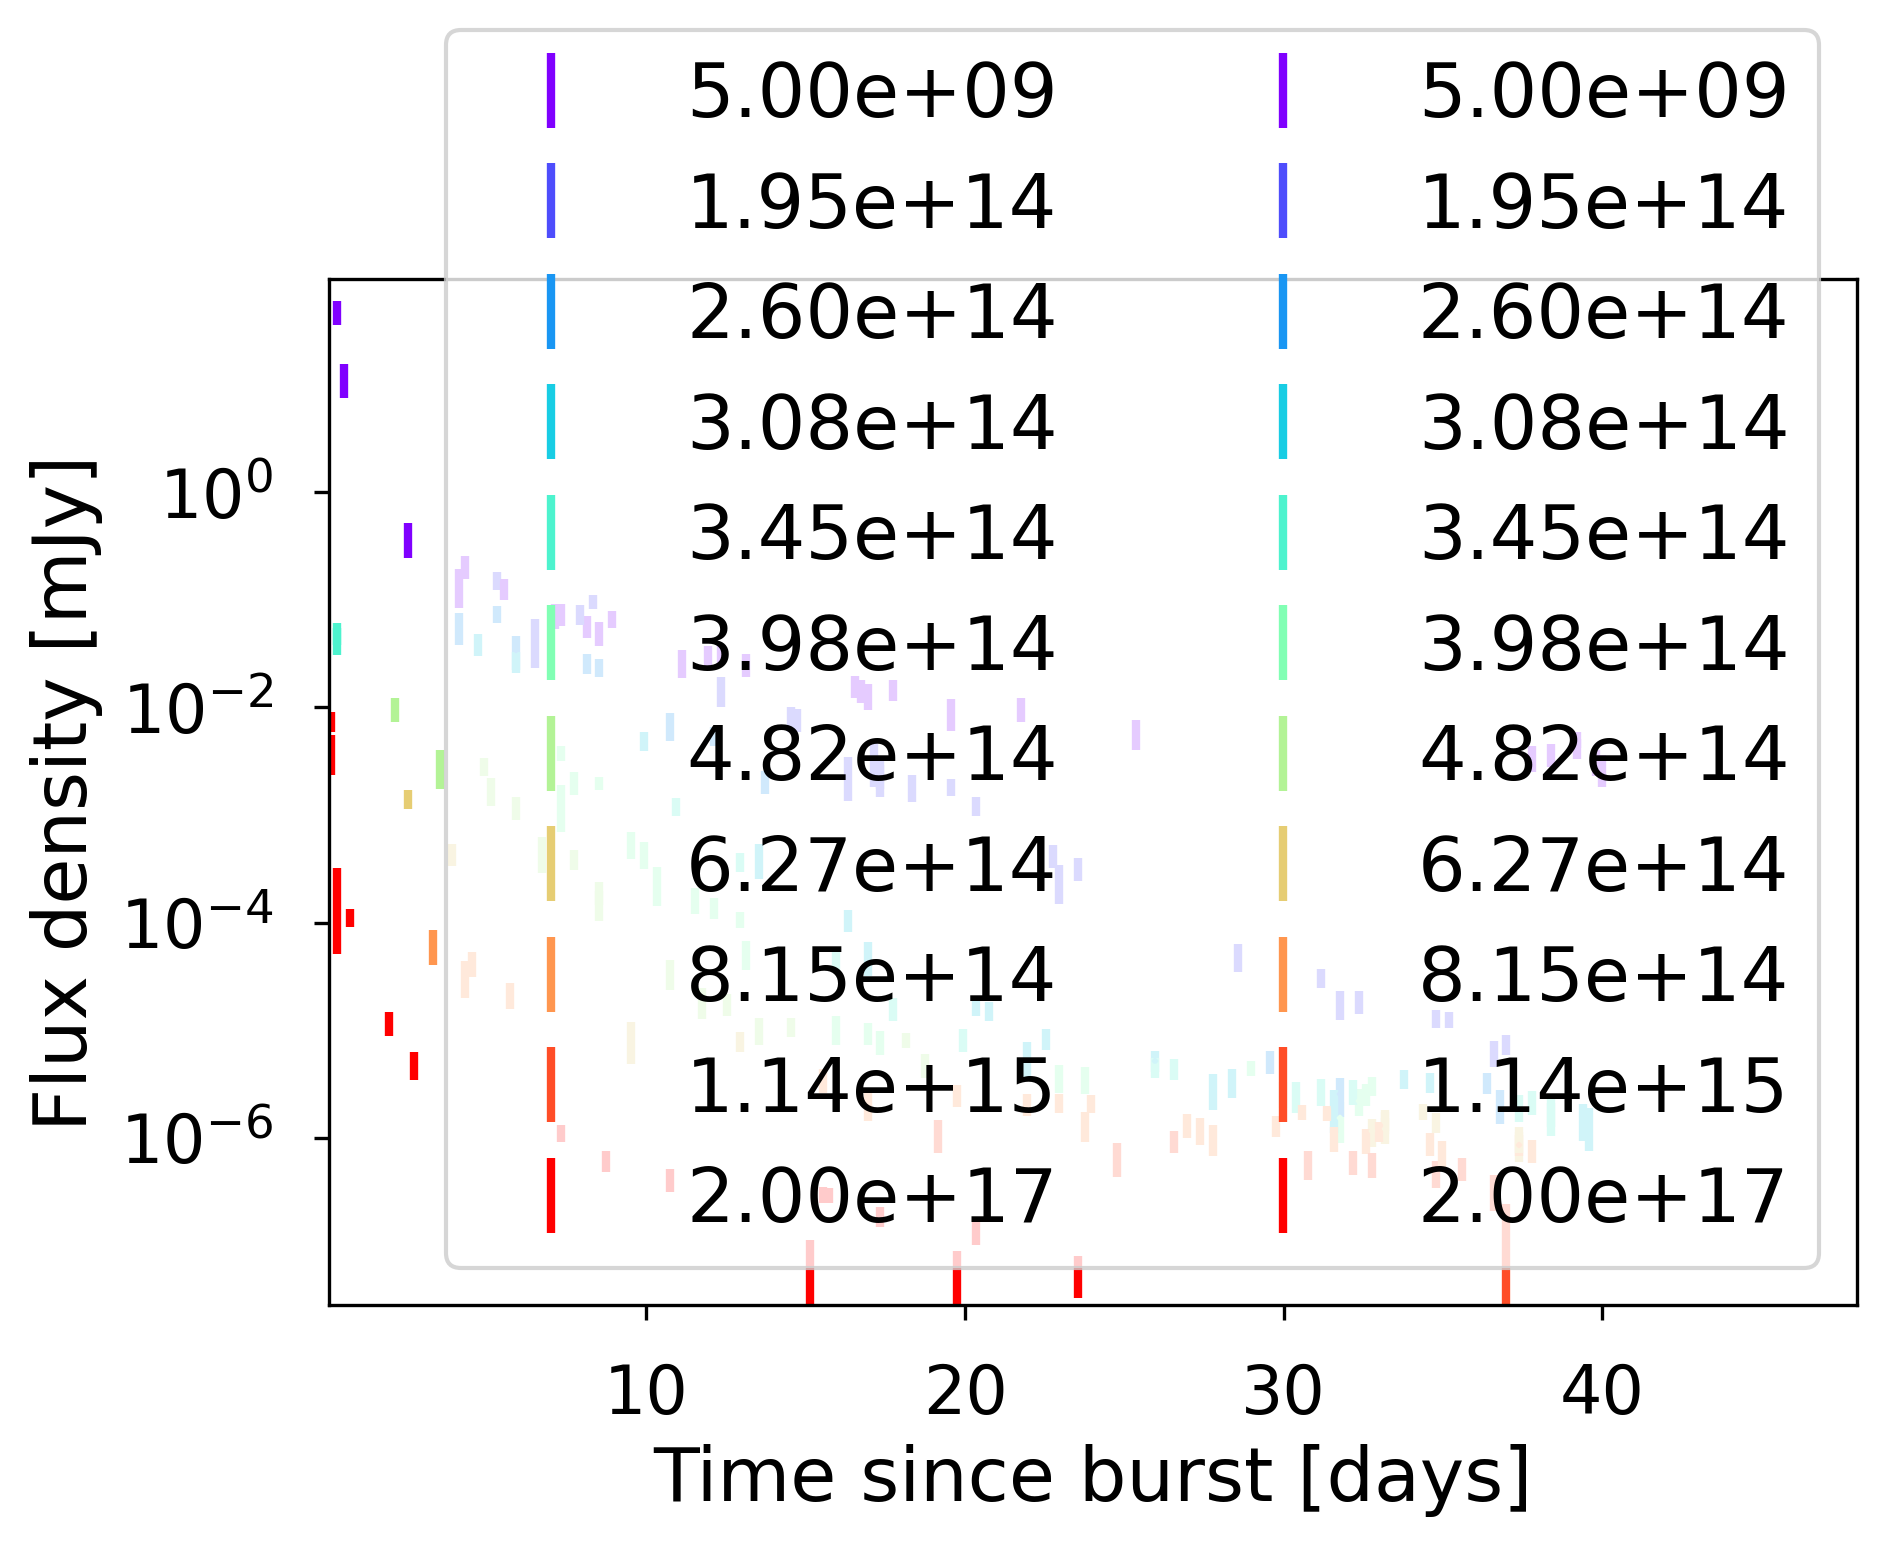 5.00e+09 5.00e+09
1.95e+14 1.95e+14
2.60e+14 2.60e+14
3.08e+14 3.08e+14
3.45e+14 3.45e+14
3.98e+14 3.98e+14
4.82e+14 4.82e+14
6.27e+14 6.27e+14
8.15e+14 8.15e+14
1.14e+15 1.14e+15
2.00e+17 2.00e+17
Flux density [mJy]
10⁰
10⁻²
10⁻⁴
10⁻⁶
10 20 30 40
Time since burst [days]